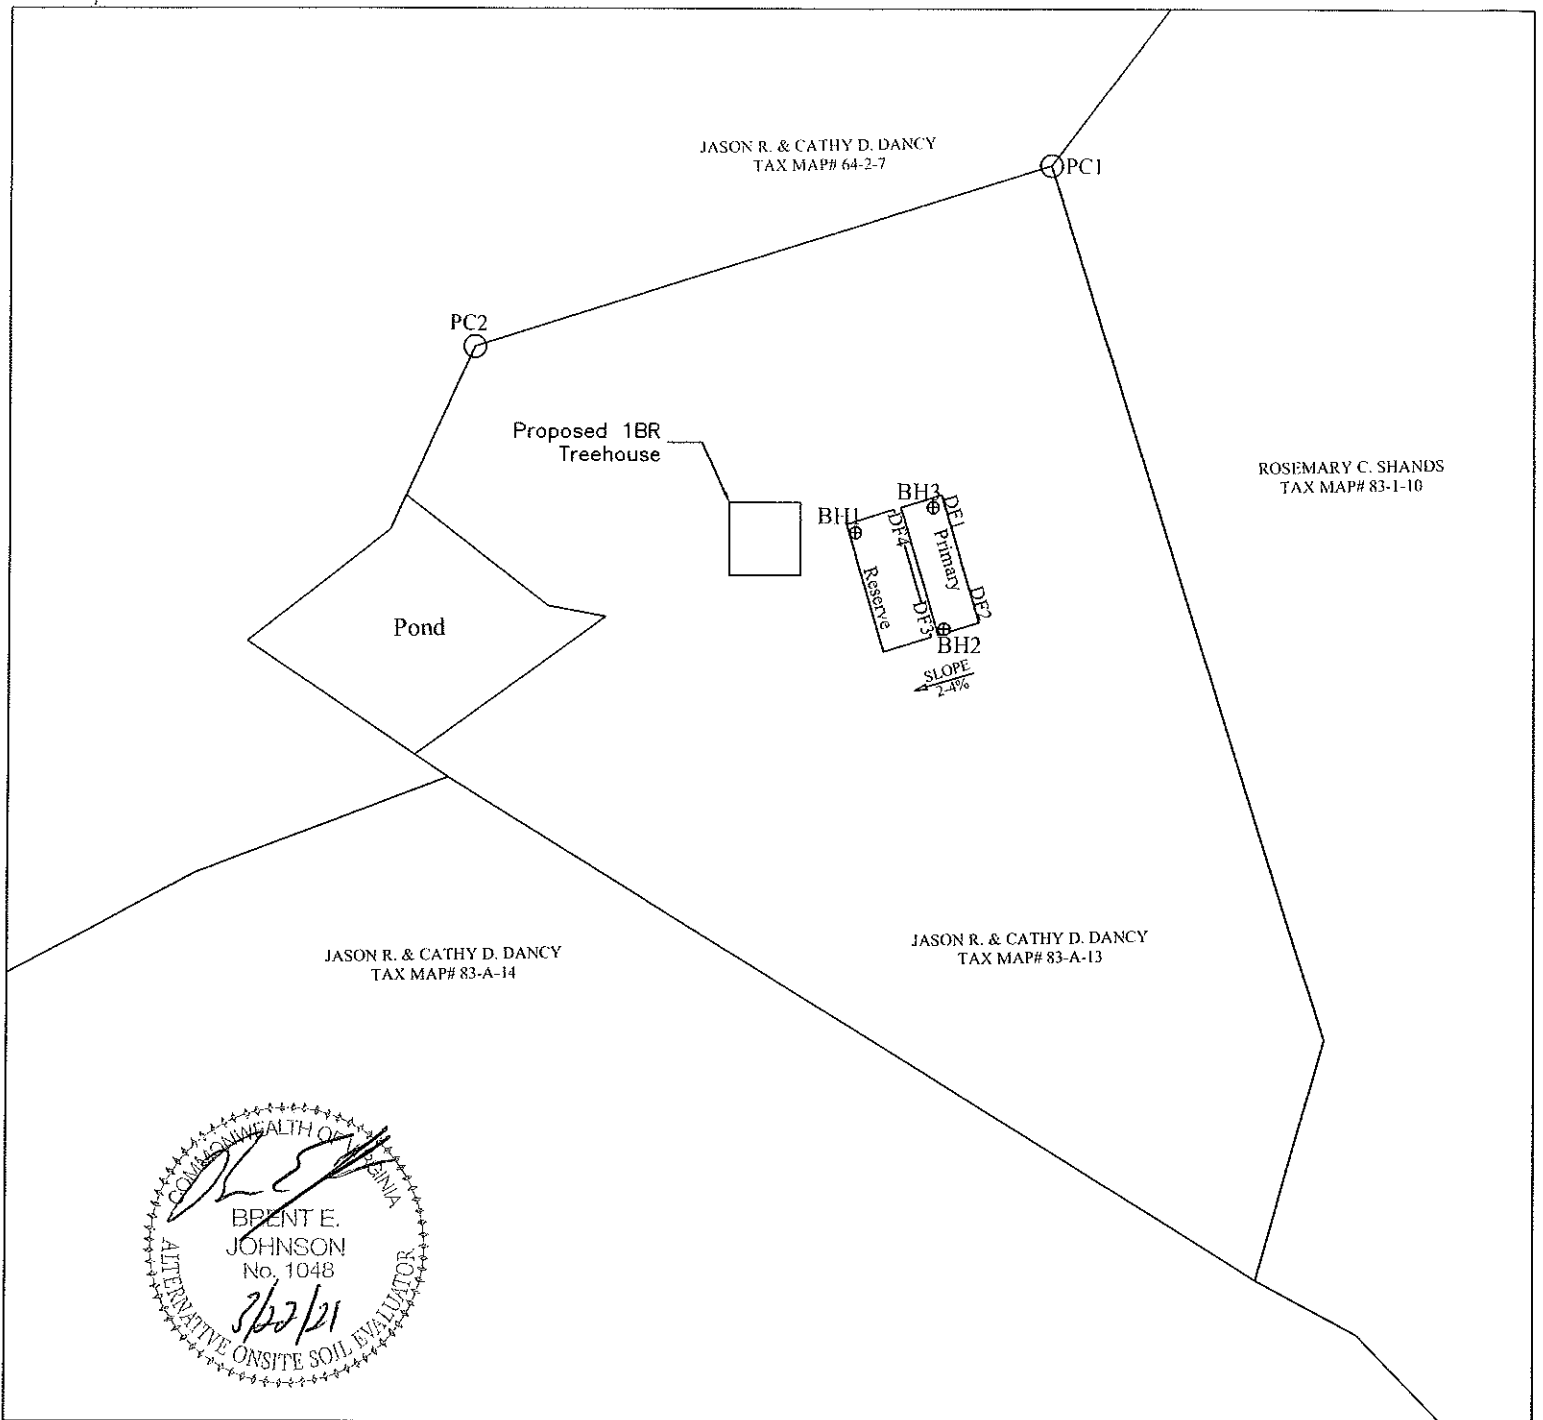 JASON R. & CATHY D. DANCY
TAX MAP# 64-2-7
PC1
PC2
Proposed 1BR
Treehouse
ROSEMARY C. SHANDS
TAX MAP# 83-1-10
BH1
BH3
DF1
DF4
Primary
Reserve
DF2
DF3
BH2
SLOPE
2-4%
Pond
JASON R. & CATHY D. DANCY
TAX MAP# 83-A-14
JASON R. & CATHY D. DANCY
TAX MAP# 83-A-13
COMMONWEALTH OF VIRGINIA
BRENT E.
JOHNSON
No. 1048
3/22/21
ALTERNATIVE ONSITE SOIL EVALUATOR